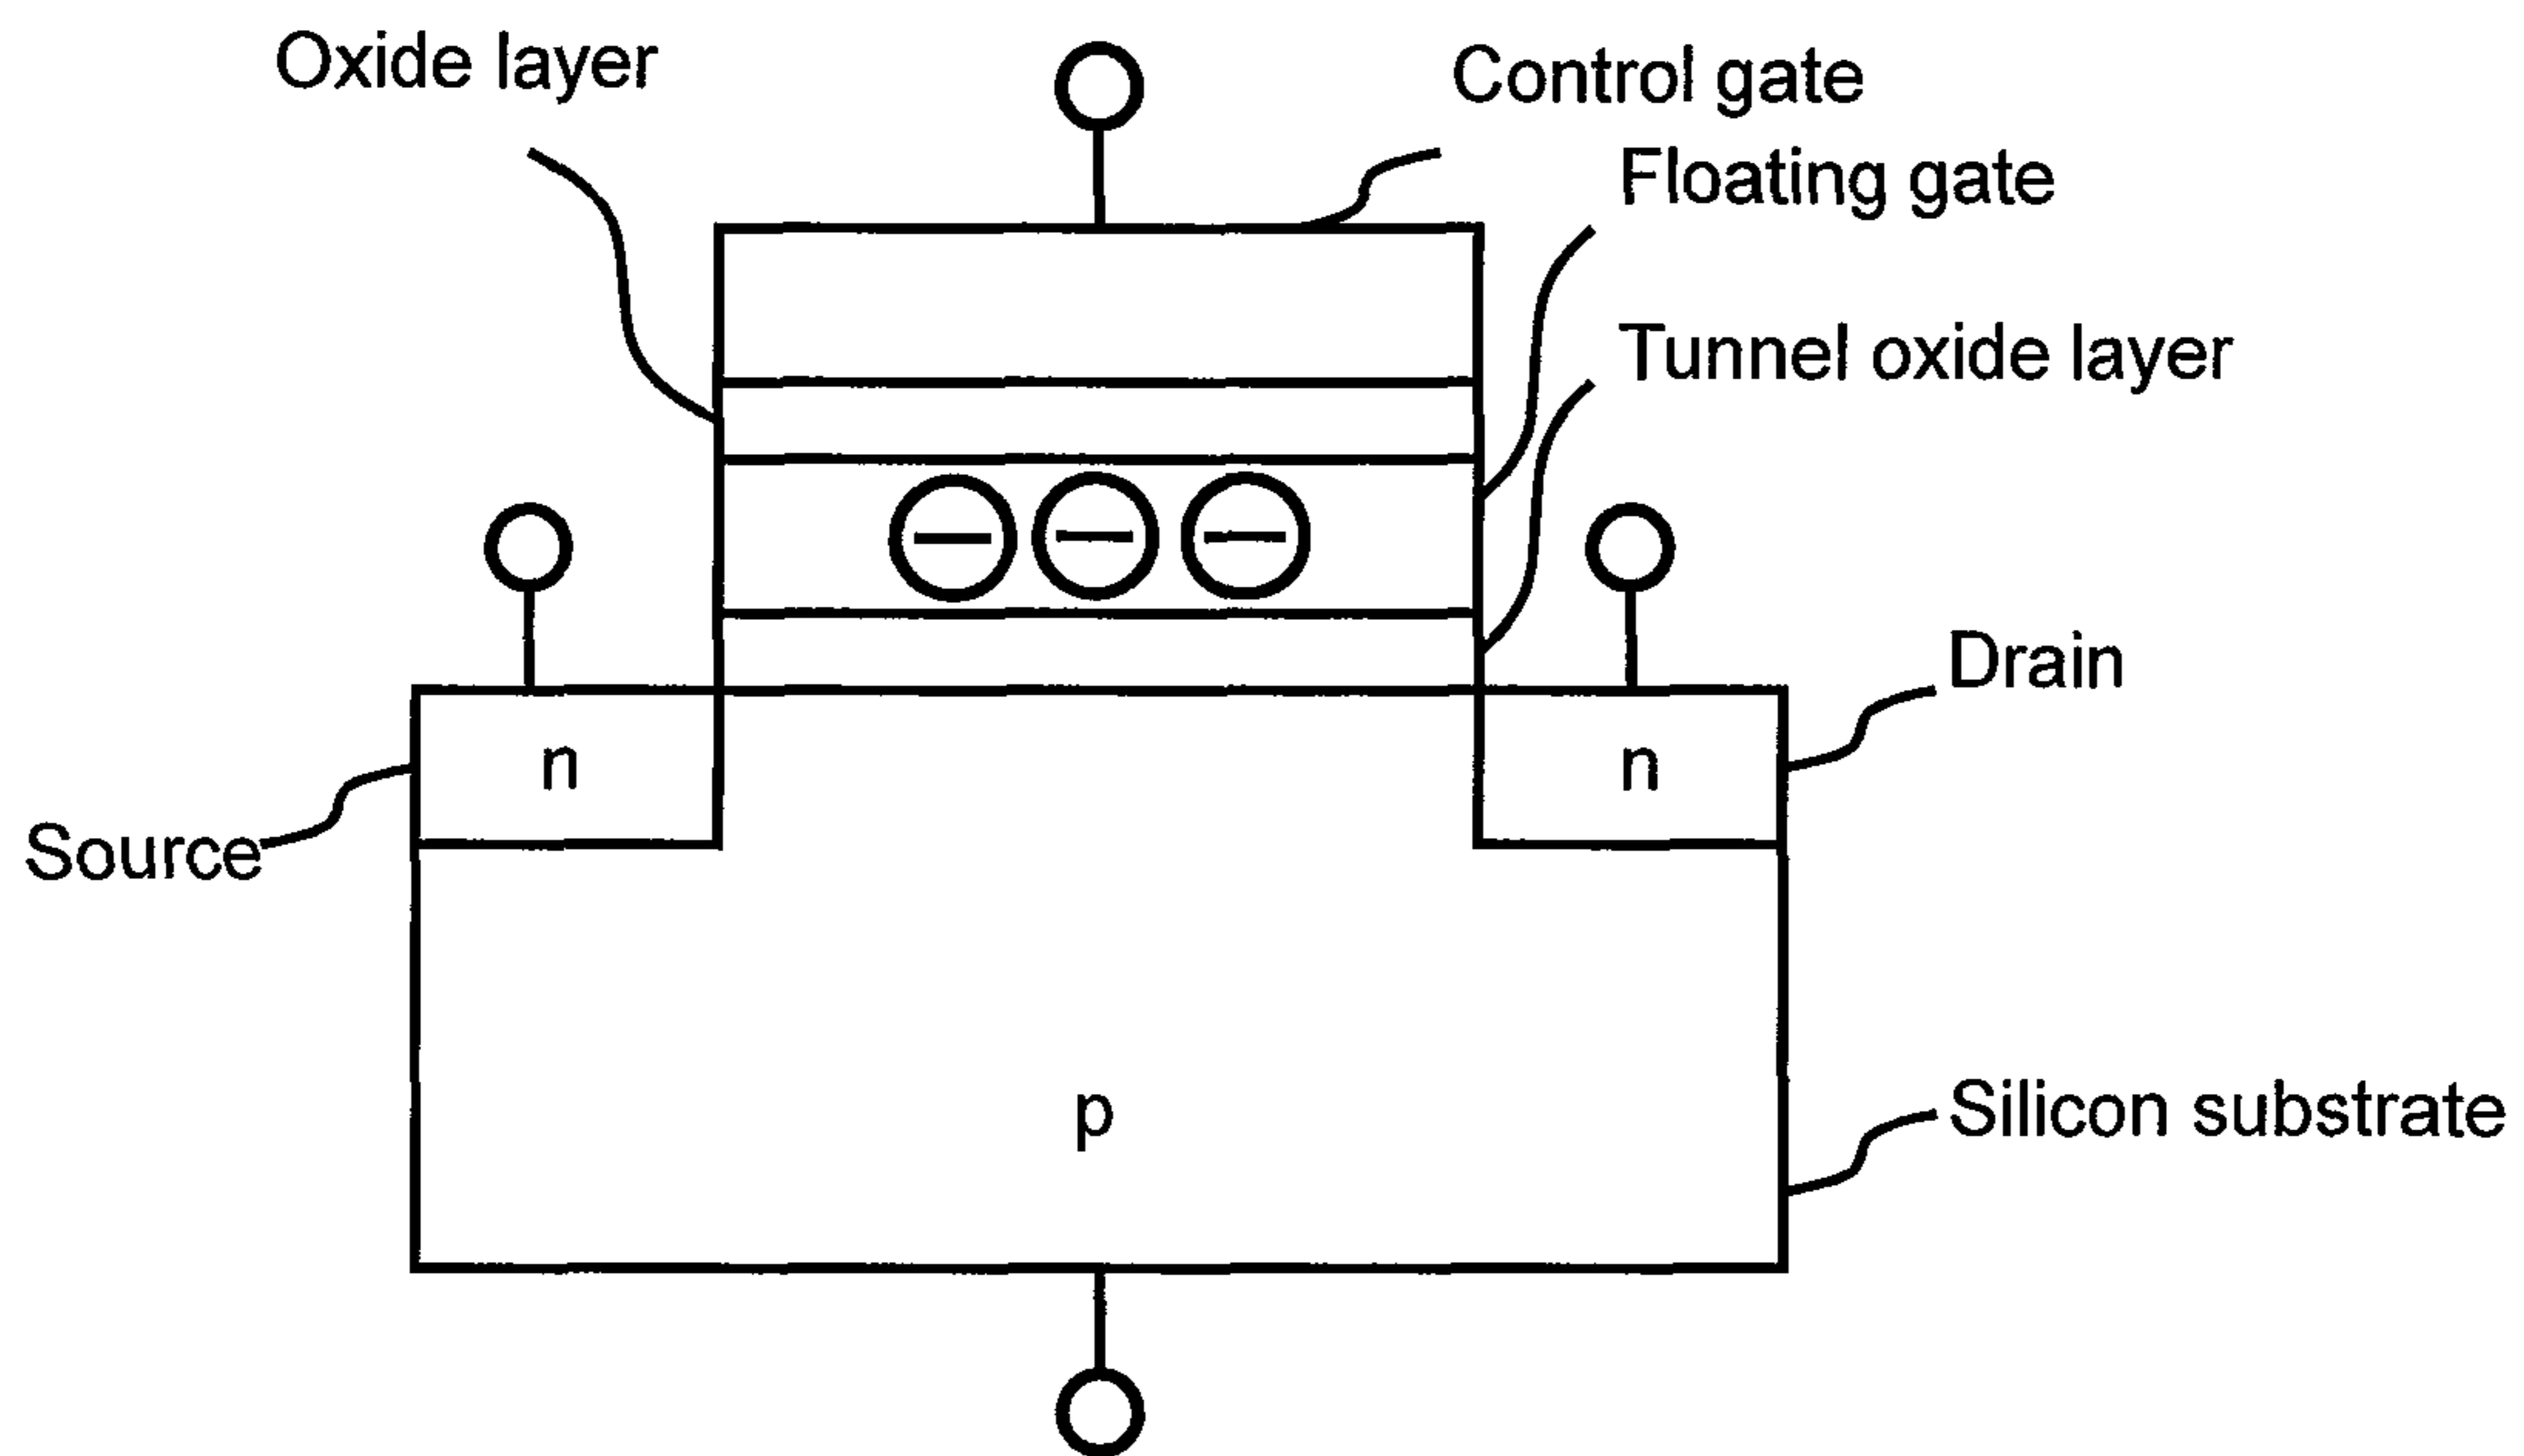 Oxide layer
Control gate
Floating gate
Tunnel oxide layer
Drain
n
n
Source
p
Silicon substrate